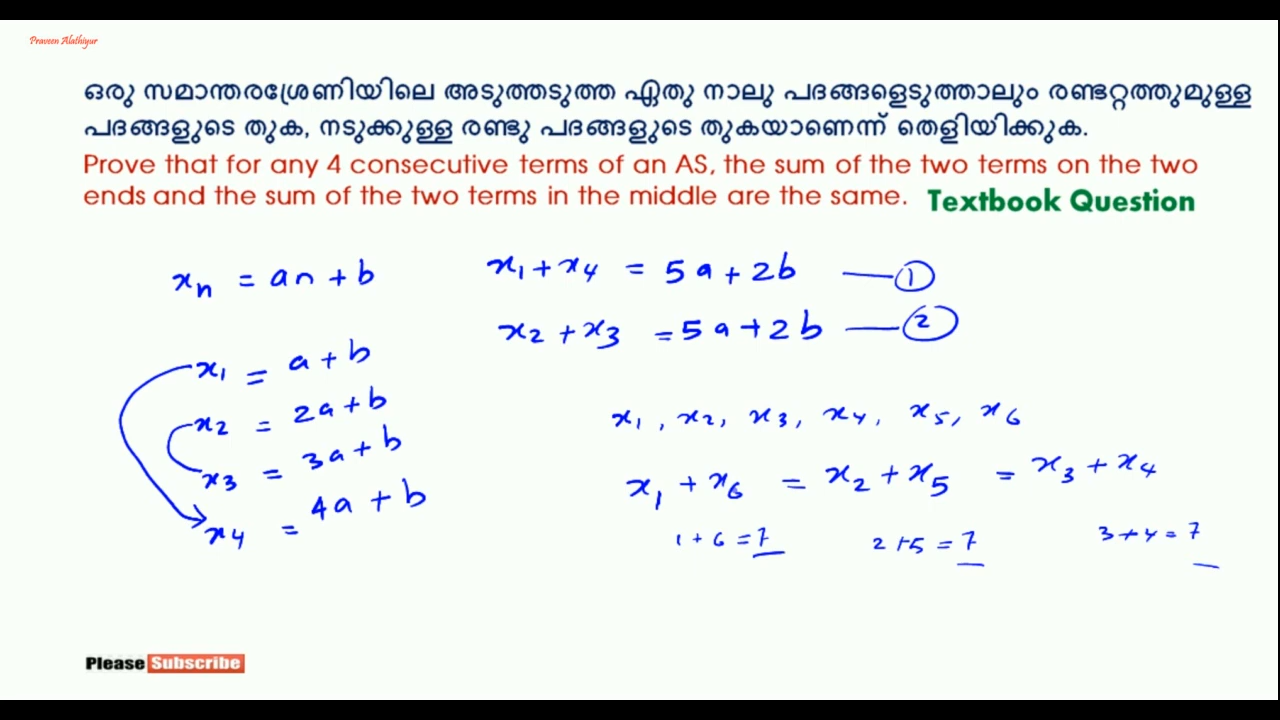 Praveen Alathiyur
ഒരു സമാന്തരശ്രേണിയിലെ അടുത്തടുത്ത ഏതു നാലു പദങ്ങളെടുത്താലും രണ്ടറ്റത്തുമുള്ള
പദങ്ങളുടെ തുക, നടുക്കുള്ള രണ്ടു പദങ്ങളുടെ തുകയാണെന്ന് തെളിയിക്കുക.
Prove that for any 4 consecutive terms of an AS, the sum of the two terms on the two
ends and the sum of the two terms in the middle are the same. Textbook Question
xₙ = an + b
x₁ = a + b
x₂ = 2a + b
x₃ = 3a + b
x₄ = 4a + b
x₁ + x₄ = 5a + 2b — ①
x₂ + x₃ = 5a + 2b — ②
x₁, x₂, x₃, x₄, x₅, x₆
x₁ + x₆ = x₂ + x₅ = x₃ + x₄
1 + 6 = 7 2 + 5 = 7 3 + 4 = 7
Please Subscribe